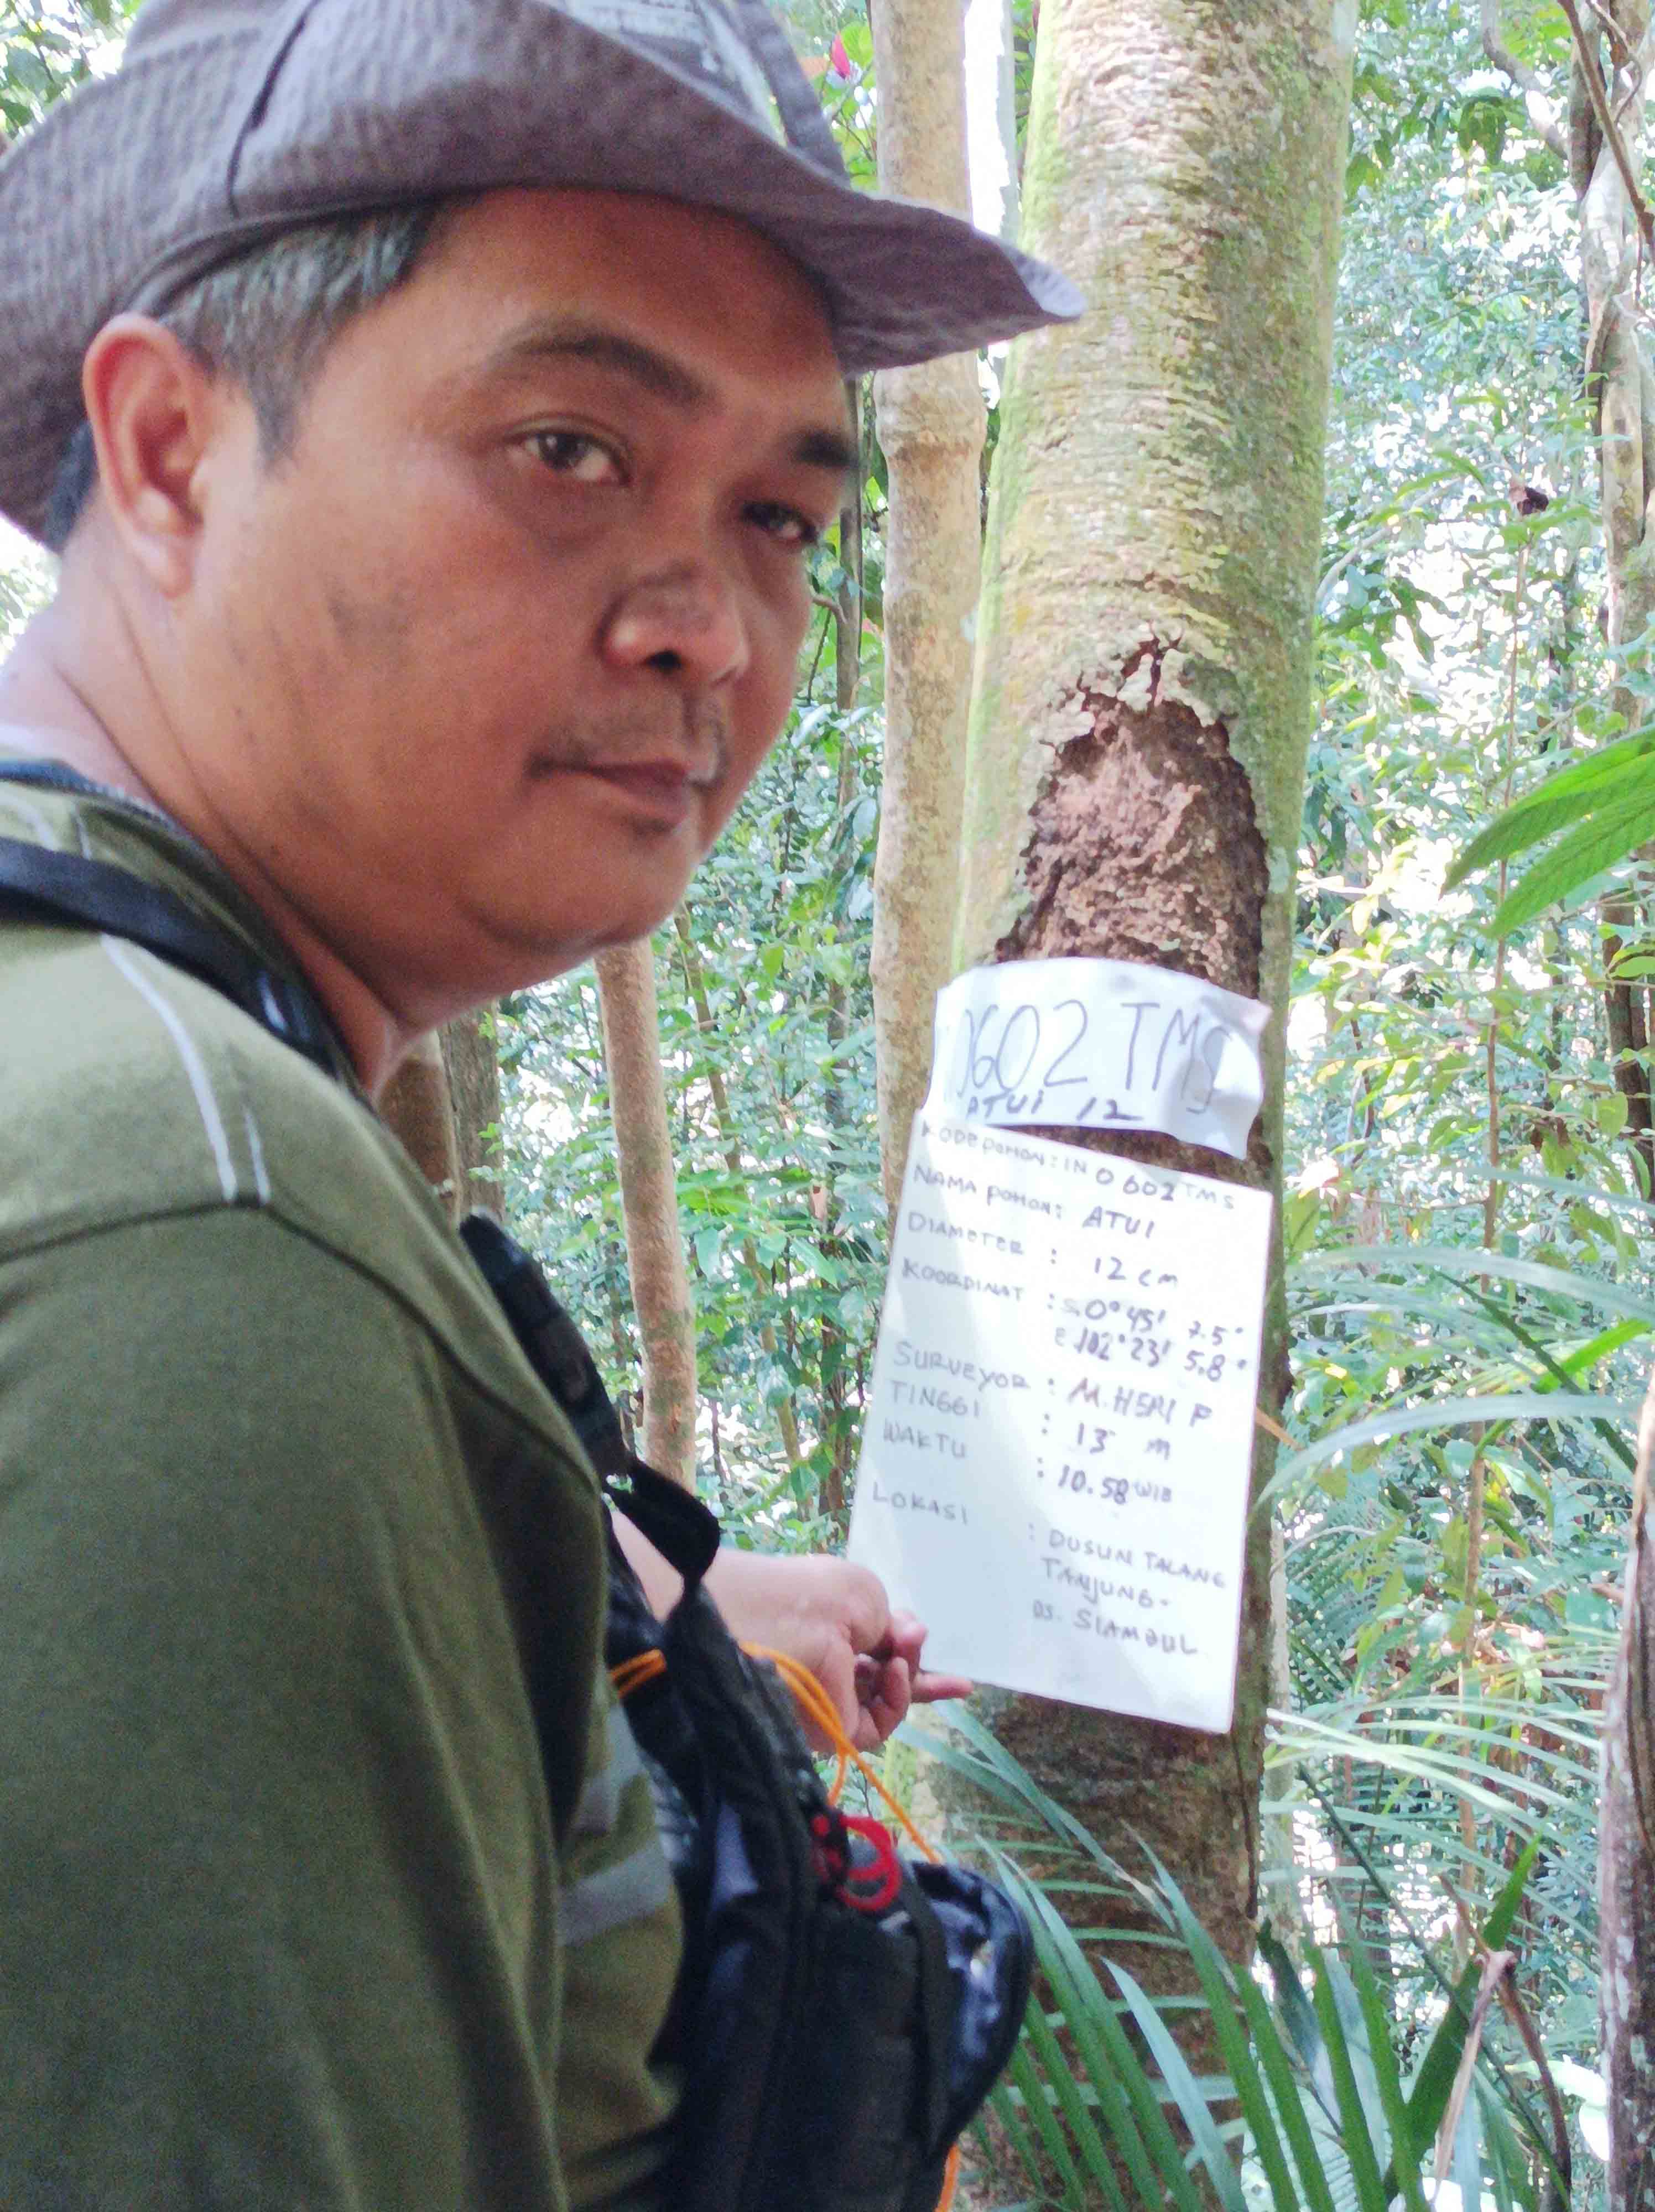 0602 TMS
ATUI 12
KODE POHON : IN 0602 TMS
NAMA POHON : ATUI
DIAMETER : 12 cm
KOORDINAT : S. 0° 45' 7.5"
E 102° 23' 5.8"
SURVEYOR : M. HERI P
TINGGI : 13 m
WAKTU : 10.58 WIB
LOKASI : DUSUN TALANG
TANJUNG.
DS. SIAMBUL